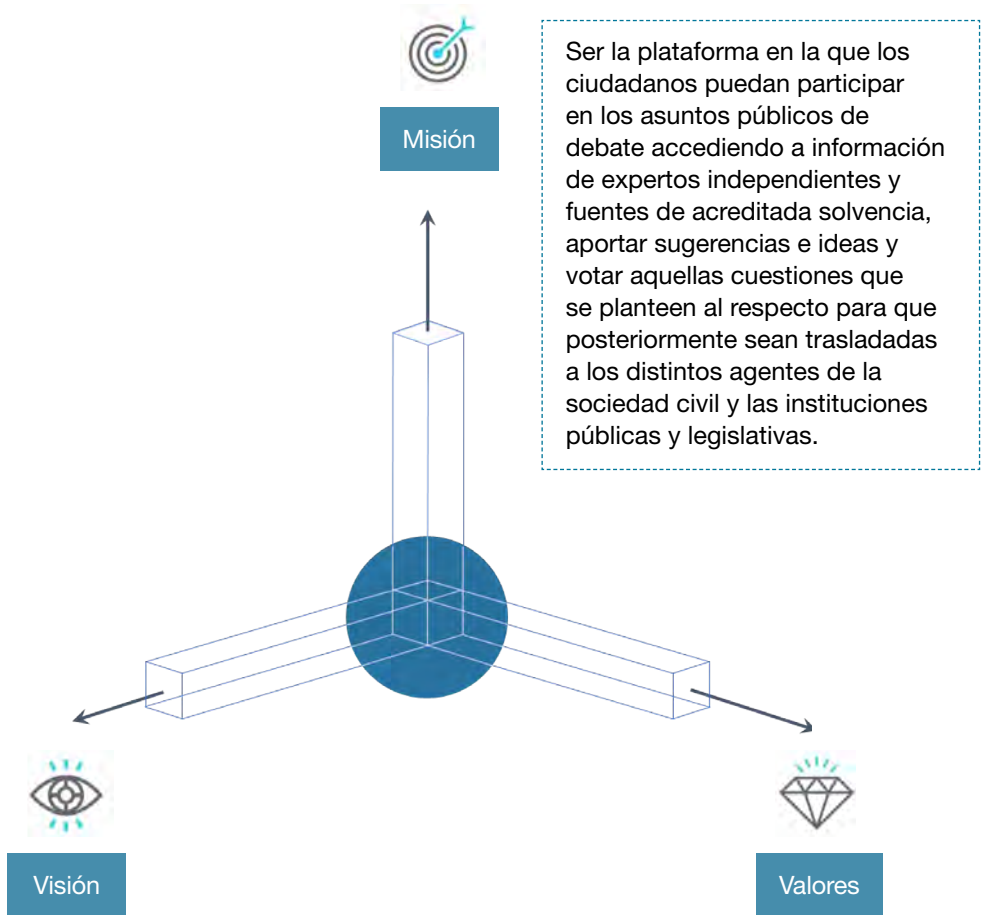 Misión
Ser la plataforma en la que los
ciudadanos puedan participar
en los asuntos públicos de
debate accediendo a información
de expertos independientes y
fuentes de acreditada solvencia,
aportar sugerencias e ideas y
votar aquellas cuestiones que
se planteen al respecto para que
posteriormente sean trasladadas
a los distintos agentes de la
sociedad civil y las instituciones
públicas y legislativas.
Visión
Valores